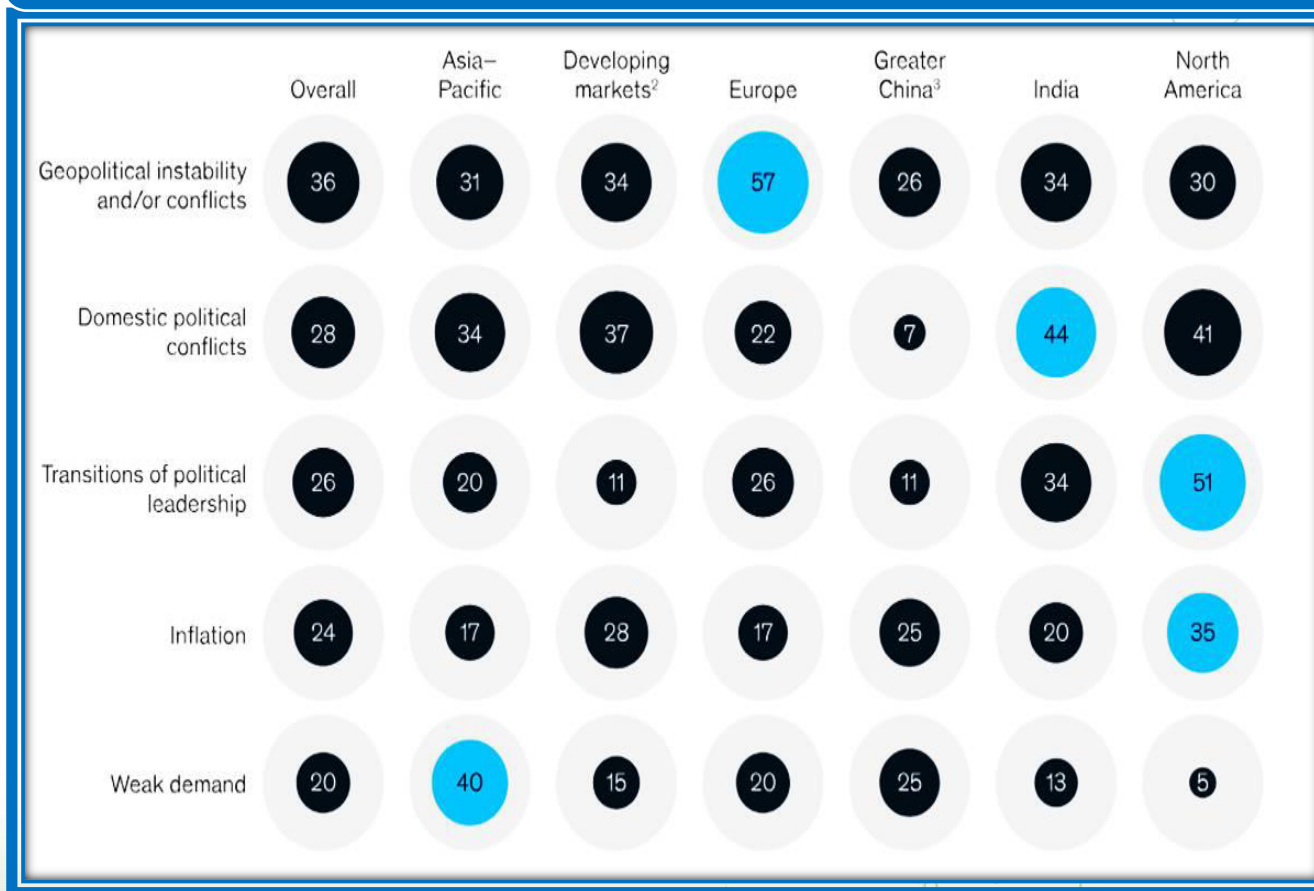 Overall
Asia–
Pacific
Developing
markets²
Europe
Greater
China³
India
North
America
Geopolitical instability
and/or conflicts
36 31 34 57 26 34 30
Domestic political
conflicts
28 34 37 22 7 44 41
Transitions of political
leadership
26 20 11 26 11 34 51
Inflation
24 17 28 17 25 20 35
Weak demand
20 40 15 20 25 13 5